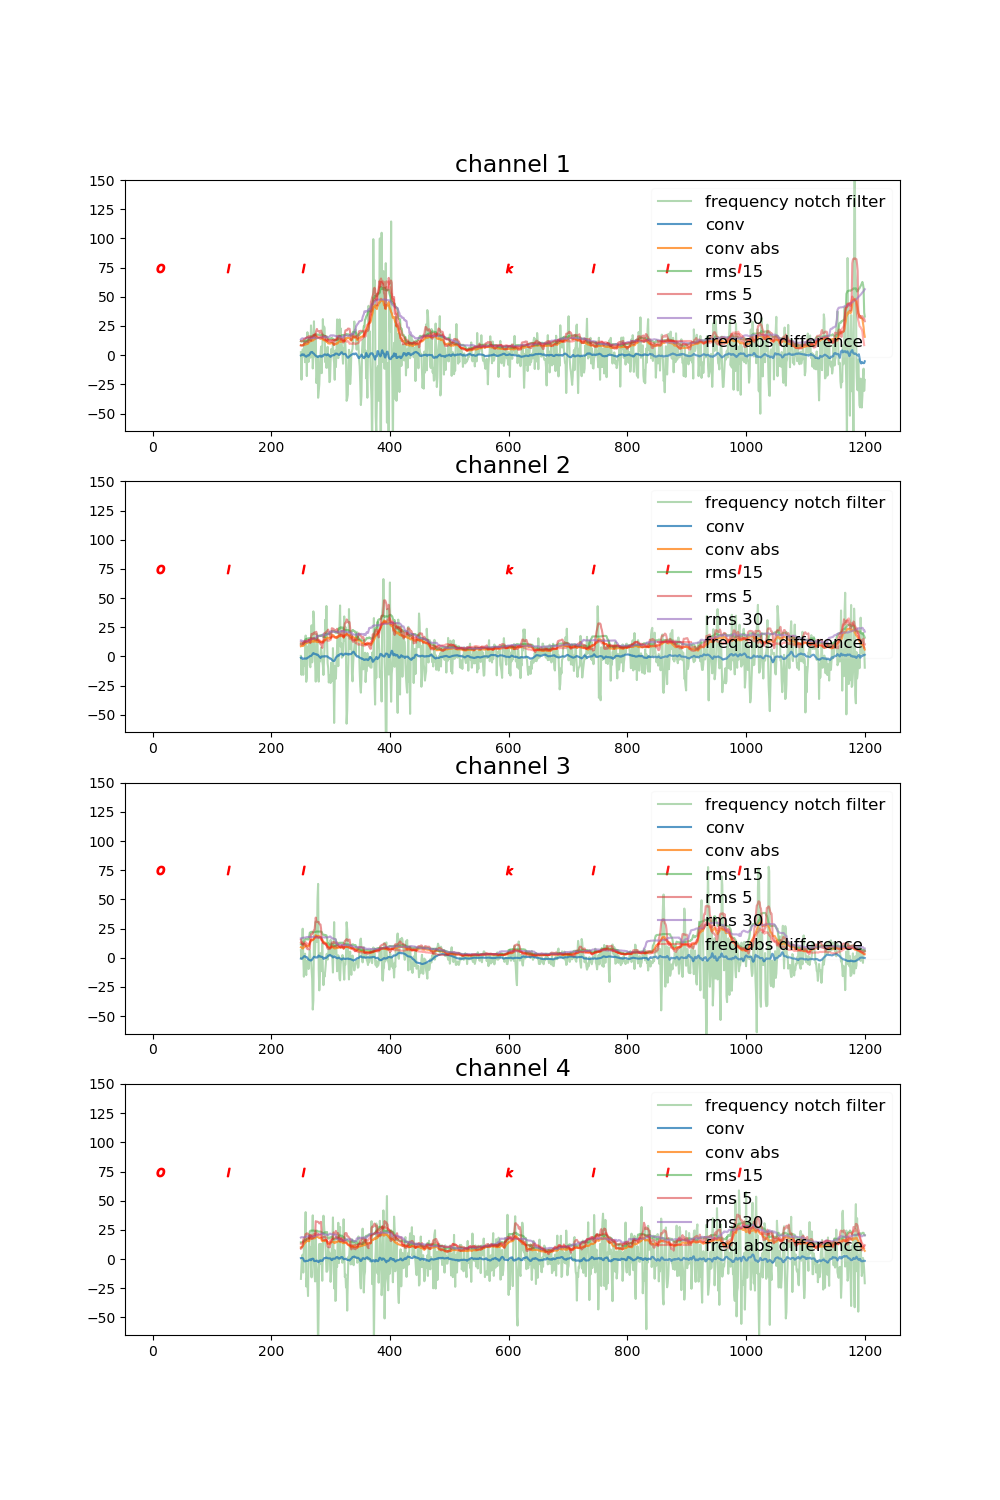 channel 1
150
125
100
75
50
25
0
−25
−50
o l l k l l l
frequency notch filter
conv
conv abs
rms 15
rms 5
rms 30
freq abs difference
0 200 400 600 800 1000 1200
channel 2
150
125
100
75
50
25
0
−25
−50
o l l k l l l
frequency notch filter
conv
conv abs
rms 15
rms 5
rms 30
freq abs difference
0 200 400 600 800 1000 1200
channel 3
150
125
100
75
50
25
0
−25
−50
o l l k l l l
frequency notch filter
conv
conv abs
rms 15
rms 5
rms 30
freq abs difference
0 200 400 600 800 1000 1200
channel 4
150
125
100
75
50
25
0
−25
−50
o l l k l l l
frequency notch filter
conv
conv abs
rms 15
rms 5
rms 30
freq abs difference
0 200 400 600 800 1000 1200